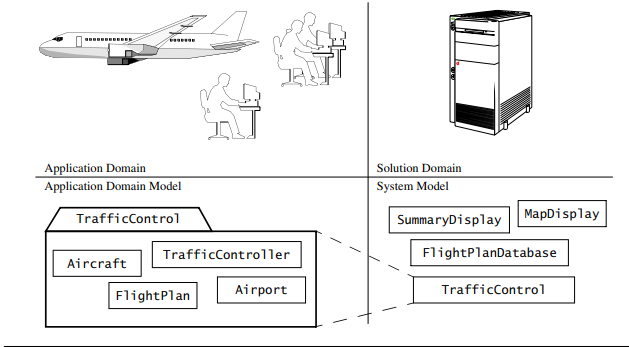 Application Domain
Solution Domain
Application Domain Model
System Model
TrafficControl
Aircraft
TrafficController
FlightPlan
Airport
SummaryDisplay
MapDisplay
FlightPlanDatabase
TrafficControl